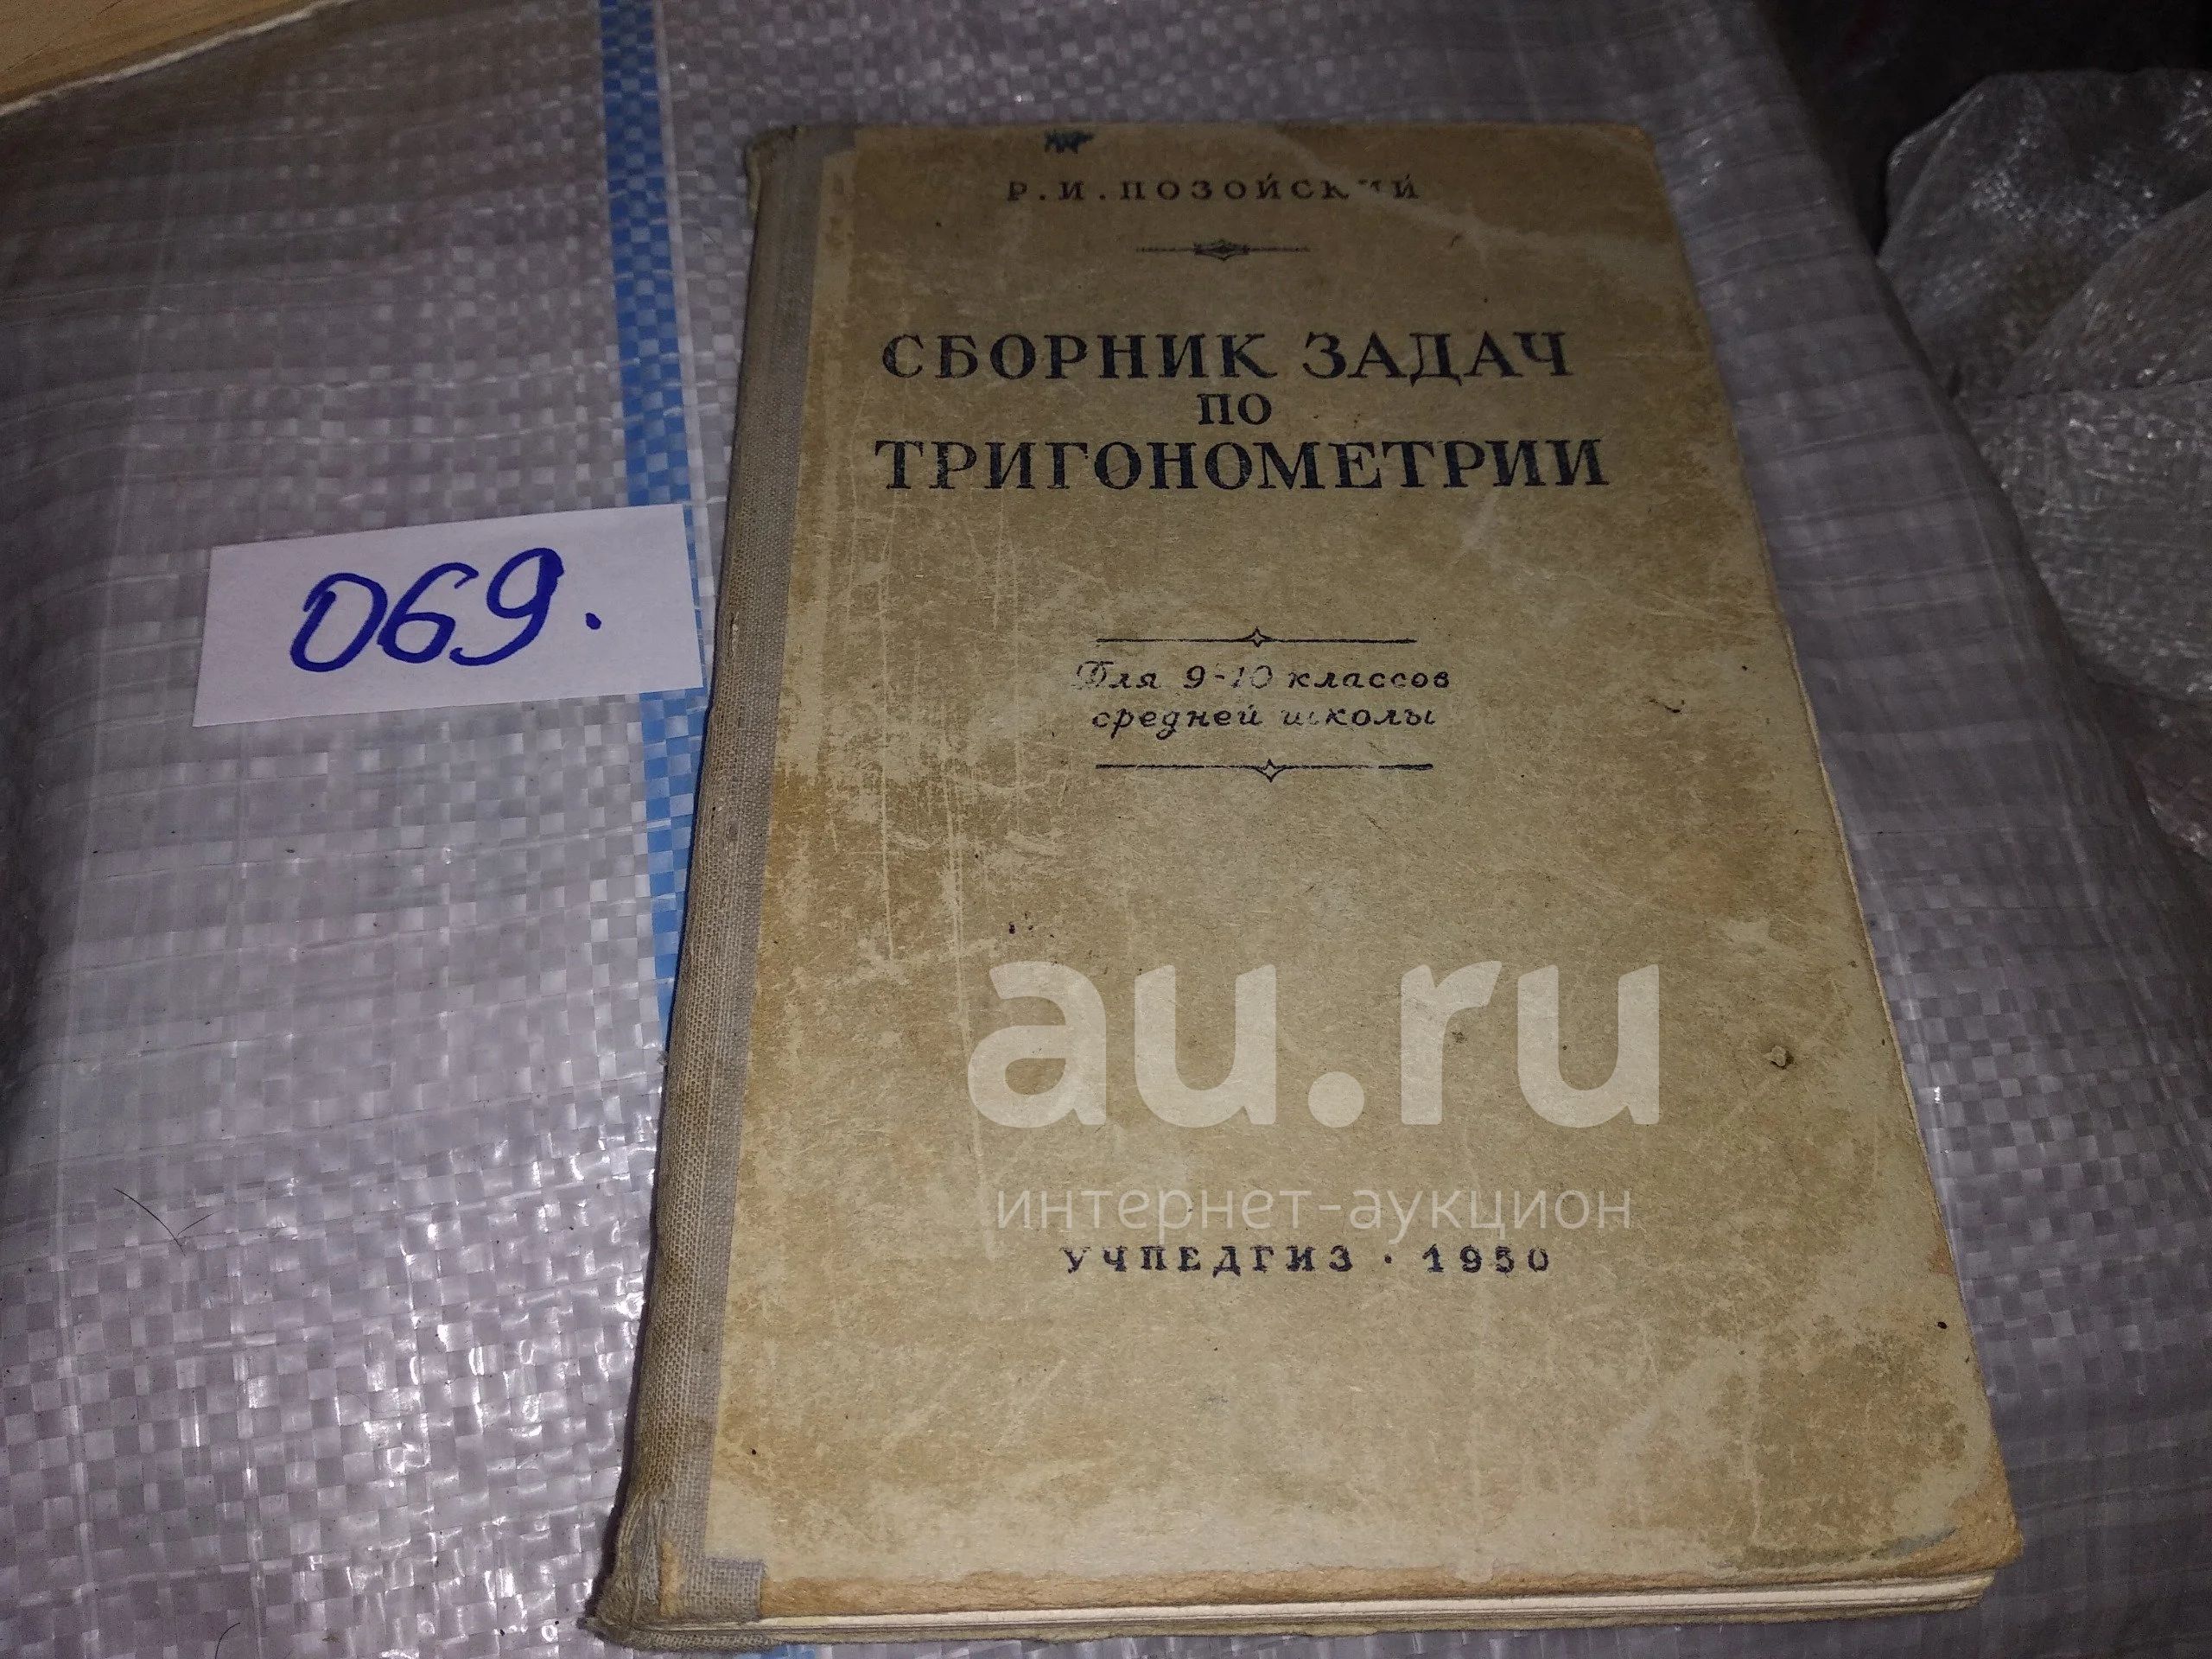 Р. И. ПОЗОЙСКИЙ
СБОРНИК ЗАДАЧ
ПО
ТРИГОНОМЕТРИИ
069.
Для 9-10 классов
средней школы
au.ru
интернет-аукцион
УЧПЕДГИЗ · 1950